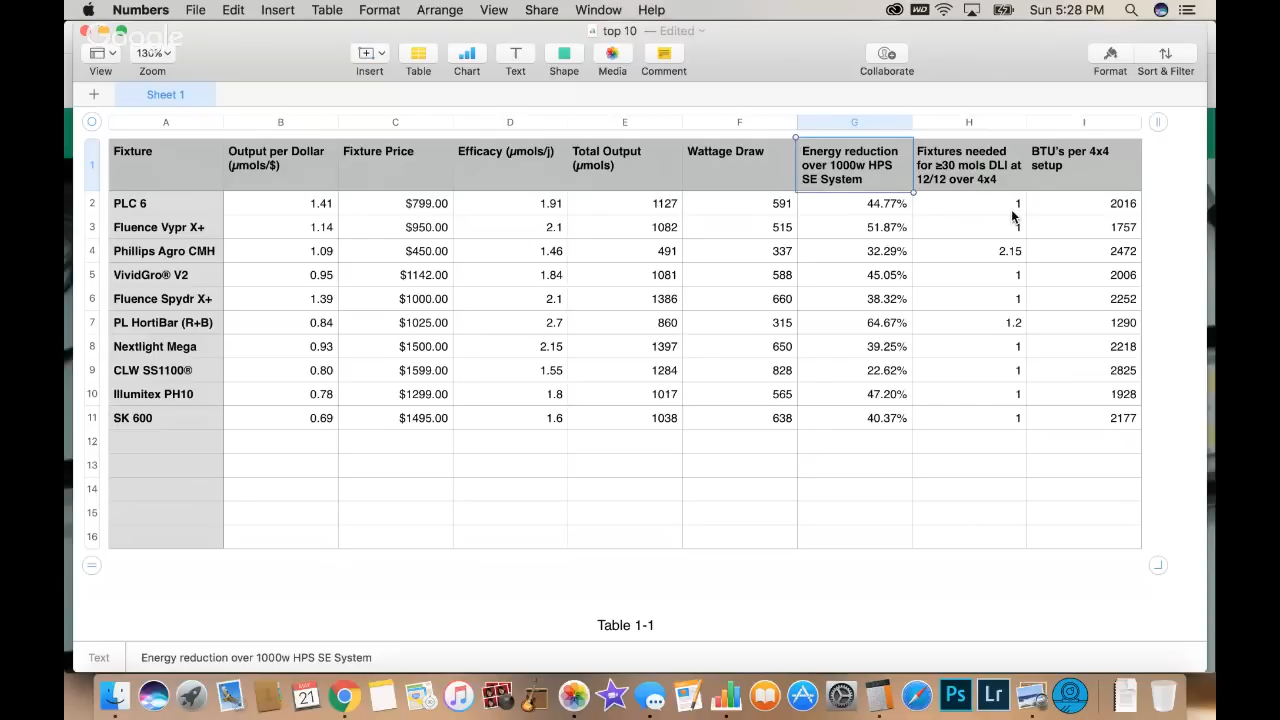 Numbers File Edit Insert Table Format Arrange View Share Window Help WD Sun 5:28 PM
Google
top 10 — Edited
130%
View Zoom Insert Table Chart Text Shape Media Comment Collaborate Format Sort & Filter
+ Sheet 1
A B C D E F G H I
1 Fixture Output per Dollar (µmols/$) Fixture Price Efficacy (µmols/j) Total Output (µmols) Wattage Draw Energy reduction over 1000w HPS SE System Fixtures needed for ≥30 mols DLI at 12/12 over 4x4 BTU's per 4x4 setup
2 PLC 6 1.41 $799.00 1.91 1127 591 44.77% 1 2016
3 Fluence Vypr X+ 1.14 $950.00 2.1 1082 515 51.87% 1 1757
4 Phillips Agro CMH 1.09 $450.00 1.46 491 337 32.29% 2.15 2472
5 VividGro® V2 0.95 $1142.00 1.84 1081 588 45.05% 1 2006
6 Fluence Spydr X+ 1.39 $1000.00 2.1 1386 660 38.32% 1 2252
7 PL HortiBar (R+B) 0.84 $1025.00 2.7 860 315 64.67% 1.2 1290
8 Nextlight Mega 0.93 $1500.00 2.15 1397 650 39.25% 1 2218
9 CLW SS1100® 0.80 $1599.00 1.55 1284 828 22.62% 1 2825
10 Illumitex PH10 0.78 $1299.00 1.8 1017 565 47.20% 1 1928
11 SK 600 0.69 $1495.00 1.6 1038 638 40.37% 1 2177
12
13
14
15
16
Table 1-1
Text Energy reduction over 1000w HPS SE System
MAY 21 Ps Lr